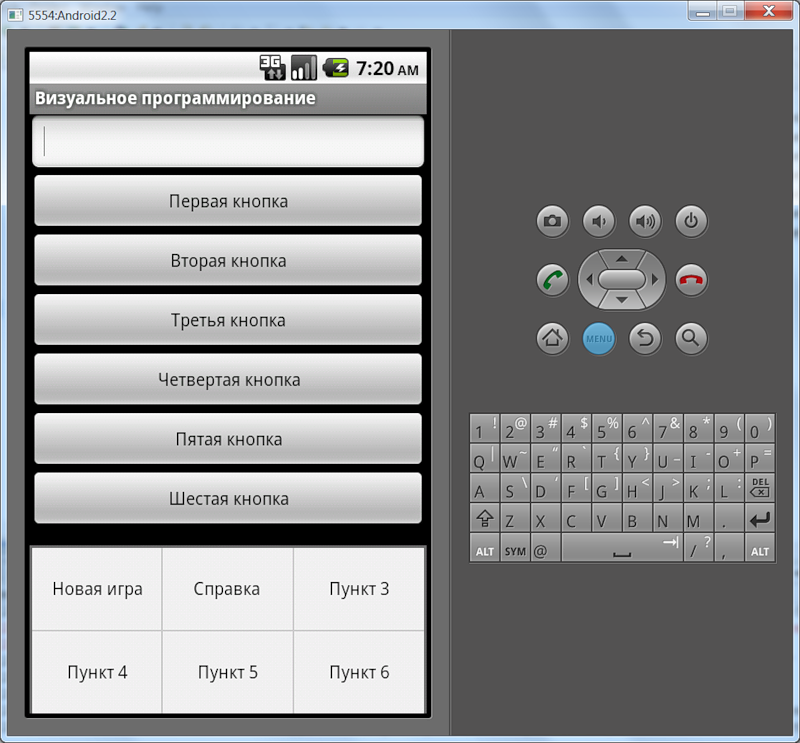 5554:Android2.2
3G 7:20 AM
Визуальное программирование
Первая кнопка
Вторая кнопка
Третья кнопка
Четвертая кнопка
Пятая кнопка
Шестая кнопка
Новая игра Справка Пункт 3
Пункт 4 Пункт 5 Пункт 6
MENU
1 ! 2 @ 3 # 4 $ 5 % 6 ^ 7 & 8 * 9 ( 0 )
Q | W ~ E “ R ` T { Y } U _ I - O + P =
A S \ D ' F [ G ] H < J > K ; L : DEL
Z X C V B N M .
ALT SYM @ / ? , ALT